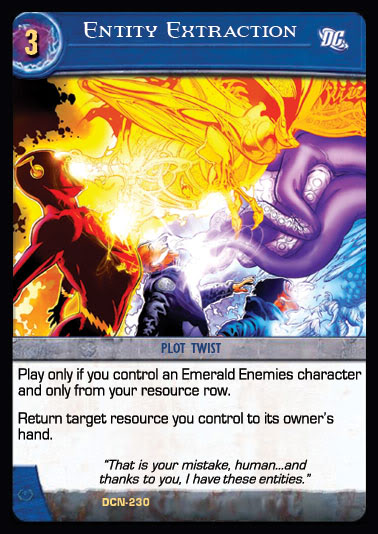 3
Entity Extraction
DC
PLOT TWIST
Play only if you control an Emerald Enemies character
and only from your resource row.
Return target resource you control to its owner's
hand.
"That is your mistake, human...and
thanks to you, I have these entities."
DCN-230